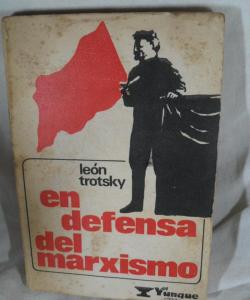 león
trotsky
en
defensa
del
marxismo
Yunque